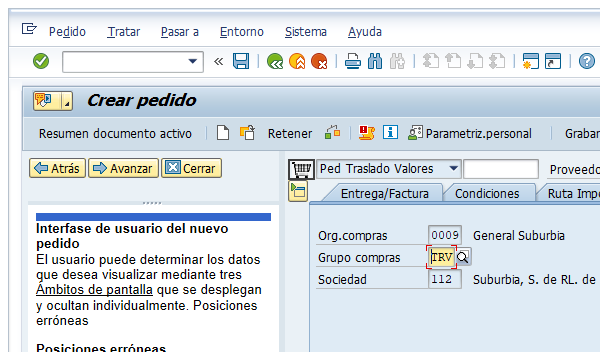 Pedido Tratar Pasar a Entorno Sistema Ayuda
Crear pedido
Resumen documento activo Retener Parametriz.personal Grabar
Atrás Avanzar Cerrar
Ped Traslado Valores Proveedo
Entrega/Factura Condiciones Ruta Impo
Interfase de usuario del nuevo
pedido
El usuario puede determinar los datos
que desea visualizar mediante tres
Ámbitos de pantalla que se desplegan
y ocultan individualmente. Posiciones
erróneas
Posiciones erróneas
Org.compras 0009 General Suburbia
Grupo compras TRV
Sociedad 112 Suburbia, S. de RL. de